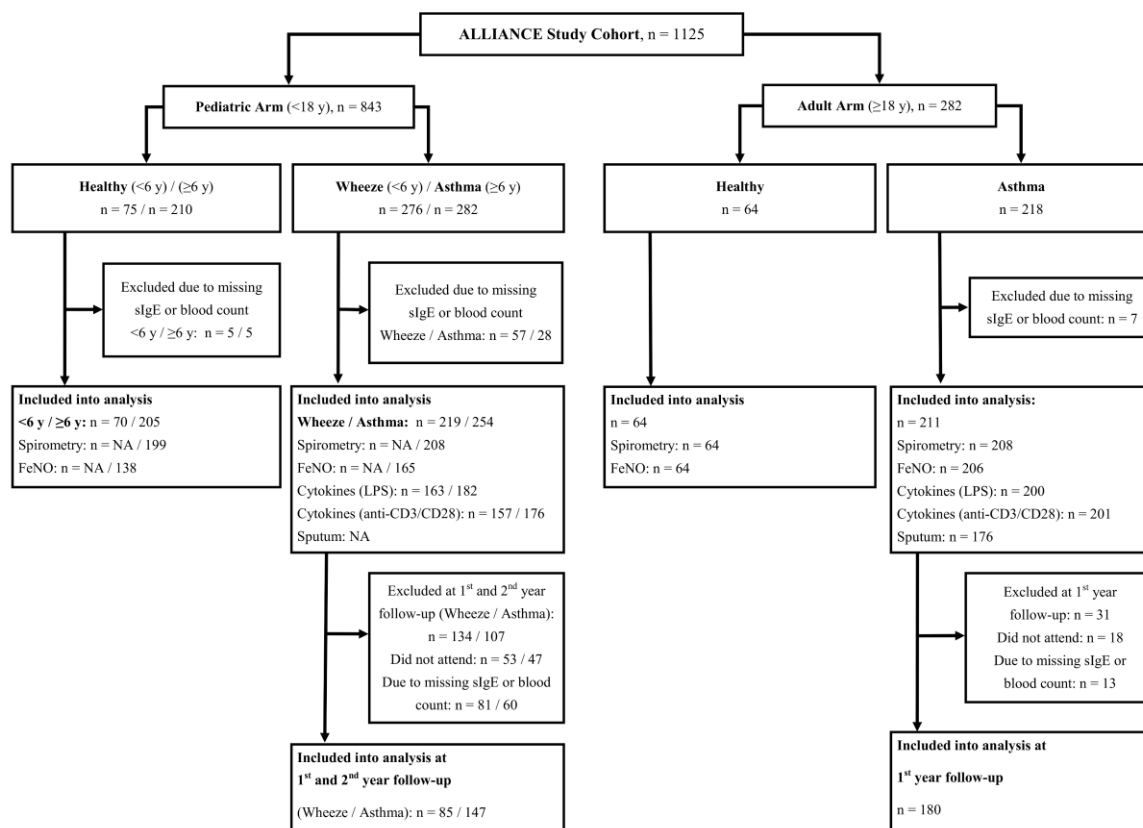 ALLIANCE Study Cohort, n = 1125
Pediatric Arm (<18 y), n = 843
Adult Arm (≥18 y), n = 282
Healthy (<6 y) / (≥6 y)
n = 75 / n = 210
Wheeze (<6 y) / Asthma (≥6 y)
n = 276 / n = 282
Healthy
n = 64
Asthma
n = 218
Excluded due to missing
sIgE or blood count
<6 y / ≥6 y: n = 5 / 5
Excluded due to missing
sIgE or blood count
Wheeze / Asthma: n = 57 / 28
Excluded due to missing
sIgE or blood count: n = 7
Included into analysis
<6 y / ≥6 y: n = 70 / 205
Spirometry: n = NA / 199
FeNO: n = NA / 138
Included into analysis
Wheeze / Asthma: n = 219 / 254
Spirometry: n = NA / 208
FeNO: n = NA / 165
Cytokines (LPS) n = 163 / 182
Cytokines (anti-CD3/CD28): n = 157 / 176
Sputum: NA
Included into analysis
n = 64
Spirometry: n = 64
FeNO: n = 64
Included into analysis:
n = 211
Spirometry: n = 208
FeNO: n = 206
Cytokines (LPS): n = 200
Cytokines (anti-CD3/CD28): n = 201
Sputum: n = 176
Excluded at 1st and 2nd year
follow-up (Wheeze / Asthma):
n = 134 / 107
Did not attend: n = 53 / 47
Due to missing sIgE or blood
count: n = 81 / 60
Excluded at 1st year
follow-up: n = 31
Did not attend: n = 18
Due to missing sIgE or
blood count: n = 13
Included into analysis at
1st and 2nd year follow-up
(Wheeze / Asthma): n = 85 / 147
Included into analysis at
1st year follow-up
n = 180